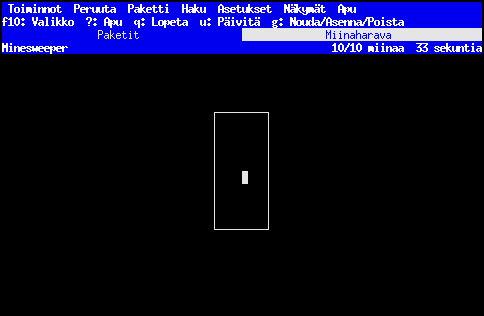 Toiminnot Peruuta Paketti Haku Asetukset Näkymät Apu
f10: Valikko ?: Apu q: Lopeta u: Päivitä g: Nouda/Asenna/Poista
Paketit Miinaharava
Minesweeper 10/10 miinaa 33 sekuntia